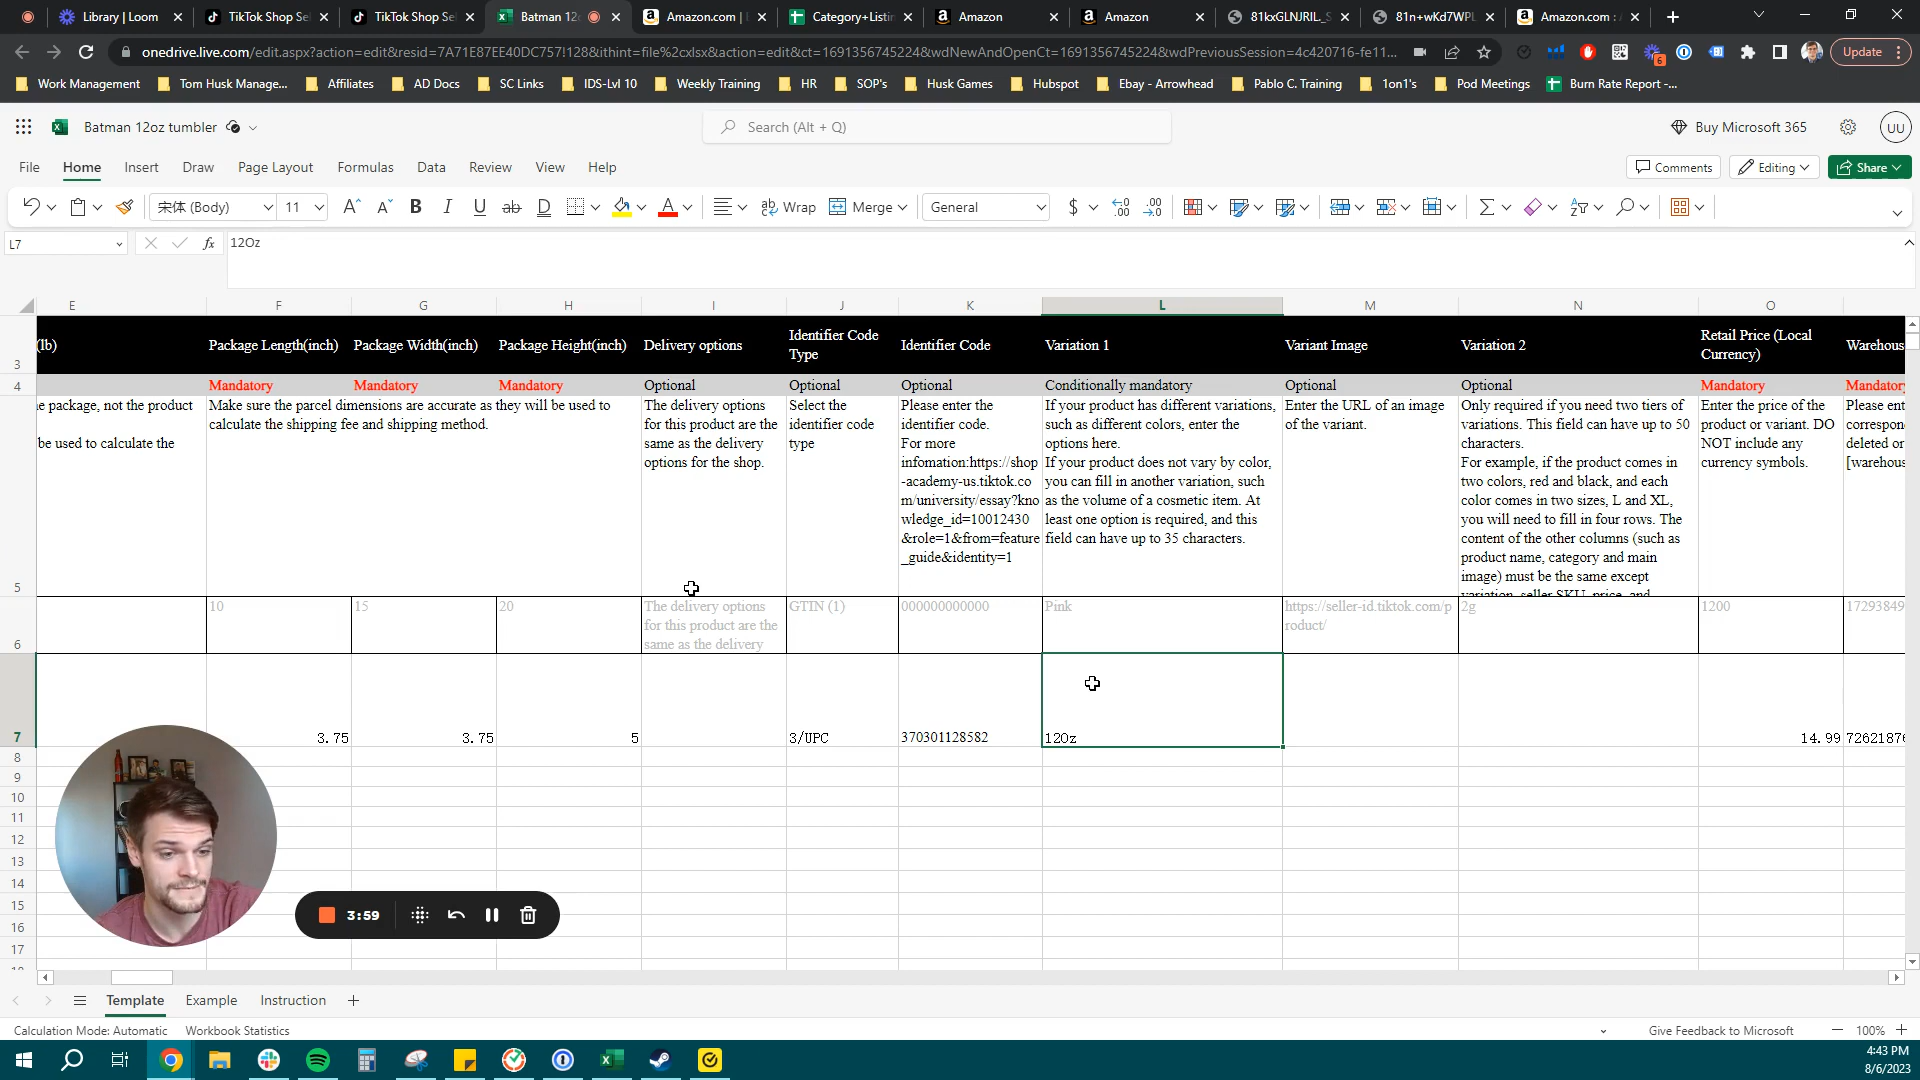 Library | Loom
TikTok Shop Sel
TikTok Shop Sel
Batman 12o
Amazon.com | L
Category+Listin
Amazon
Amazon
81kxGLNJRIL_S
81n+wKd7WPL
Amazon.com : A
onedrive.live.com/edit.aspx?action=edit&resid=7A71E87EE40DC757!128&ithint=file%2cxlsx&action=edit&ct=1691356745224&wdNewAndOpenCt=1691356745224&wdPreviousSession=4c420716-fe11...
6
Update
Work Management
Tom Husk Manage...
Affiliates
AD Docs
SC Links
IDS-Lvl 10
Weekly Training
HR
SOP's
Husk Games
Hubspot
Ebay - Arrowhead
Pablo C. Training
1on1's
Pod Meetings
Burn Rate Report -...
Batman 12oz tumbler
Search (Alt + Q)
Buy Microsoft 365
UU
File Home Insert Draw Page Layout Formulas Data Review View Help
Comments
Editing
Share
宋体 (Body)
11
Wrap
Merge
General
L7
12Oz
E F G H I J K L M N O
3
(lb)
Package Length(inch)
Package Width(inch)
Package Height(inch)
Delivery options
Identifier Code
Type
Identifier Code
Variation 1
Variant Image
Variation 2
Retail Price (Local
Currency)
Warehous
4
Mandatory
Mandatory
Mandatory
Optional
Optional
Optional
Conditionally mandatory
Optional
Optional
Mandatory
Mandatory
5
e package, not the product
be used to calculate the
Make sure the parcel dimensions are accurate as they will be used to
calculate the shipping fee and shipping method.
The delivery options
for this product are the
same as the delivery
options for the shop.
Select the
identifier code
type
Please enter the
identifier code.
For more
infomation:https://shop
-academy-us.tiktok.co
m/university/essay?kno
wledge_id=10012430
&role=1&from=feature
_guide&identity=1
If your product has different variations,
such as different colors, enter the
options here.
If your product does not vary by color,
you can fill in another variation, such
as the volume of a cosmetic item. At
least one option is required, and this
field can have up to 35 characters.
Enter the URL of an image
of the variant.
Only required if you need two tiers of
variations. This field can have up to 50
characters.
For example, if the product comes in
two colors, red and black, and each
color comes in two sizes, L and XL,
you will need to fill in four rows. The
content of the other columns (such as
product name, category and main
image) must be the same except
variation, seller SKU, price, and
Enter the price of the
product or variant. DO
NOT include any
currency symbols.
Please ent
correspon
deleted or
[warehous
6
10
15
20
The delivery options
for this product are the
same as the delivery
GTIN (1)
000000000000
Pink
https://seller-id.tiktok.com/p
roduct/
2g
1200
17293849
7
3.75
3.75
5
3/UPC
370301128582
12Oz
14.99
7262187
8
9
10
11
12
13
14
15
16
17
3:59
Template
Example
Instruction
Calculation Mode: Automatic
Workbook Statistics
Give Feedback to Microsoft
100%
4:43 PM
8/6/2023